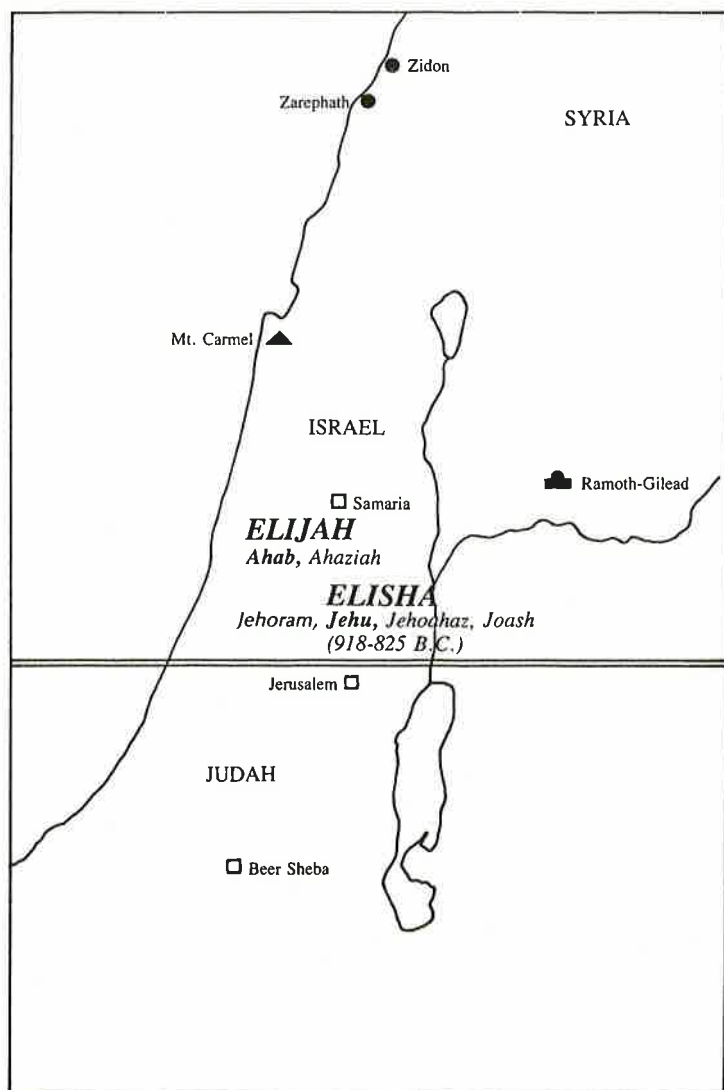 Zidon
Zarephath
SYRIA
Mt. Carmel
ISRAEL
Ramoth-Gilead
Samaria
ELIJAH
Ahab, Ahaziah
ELISHA
Jehoram, Jehu, Jehoahaz, Joash
(918-825 B.C.)
Jerusalem
JUDAH
Beer Sheba